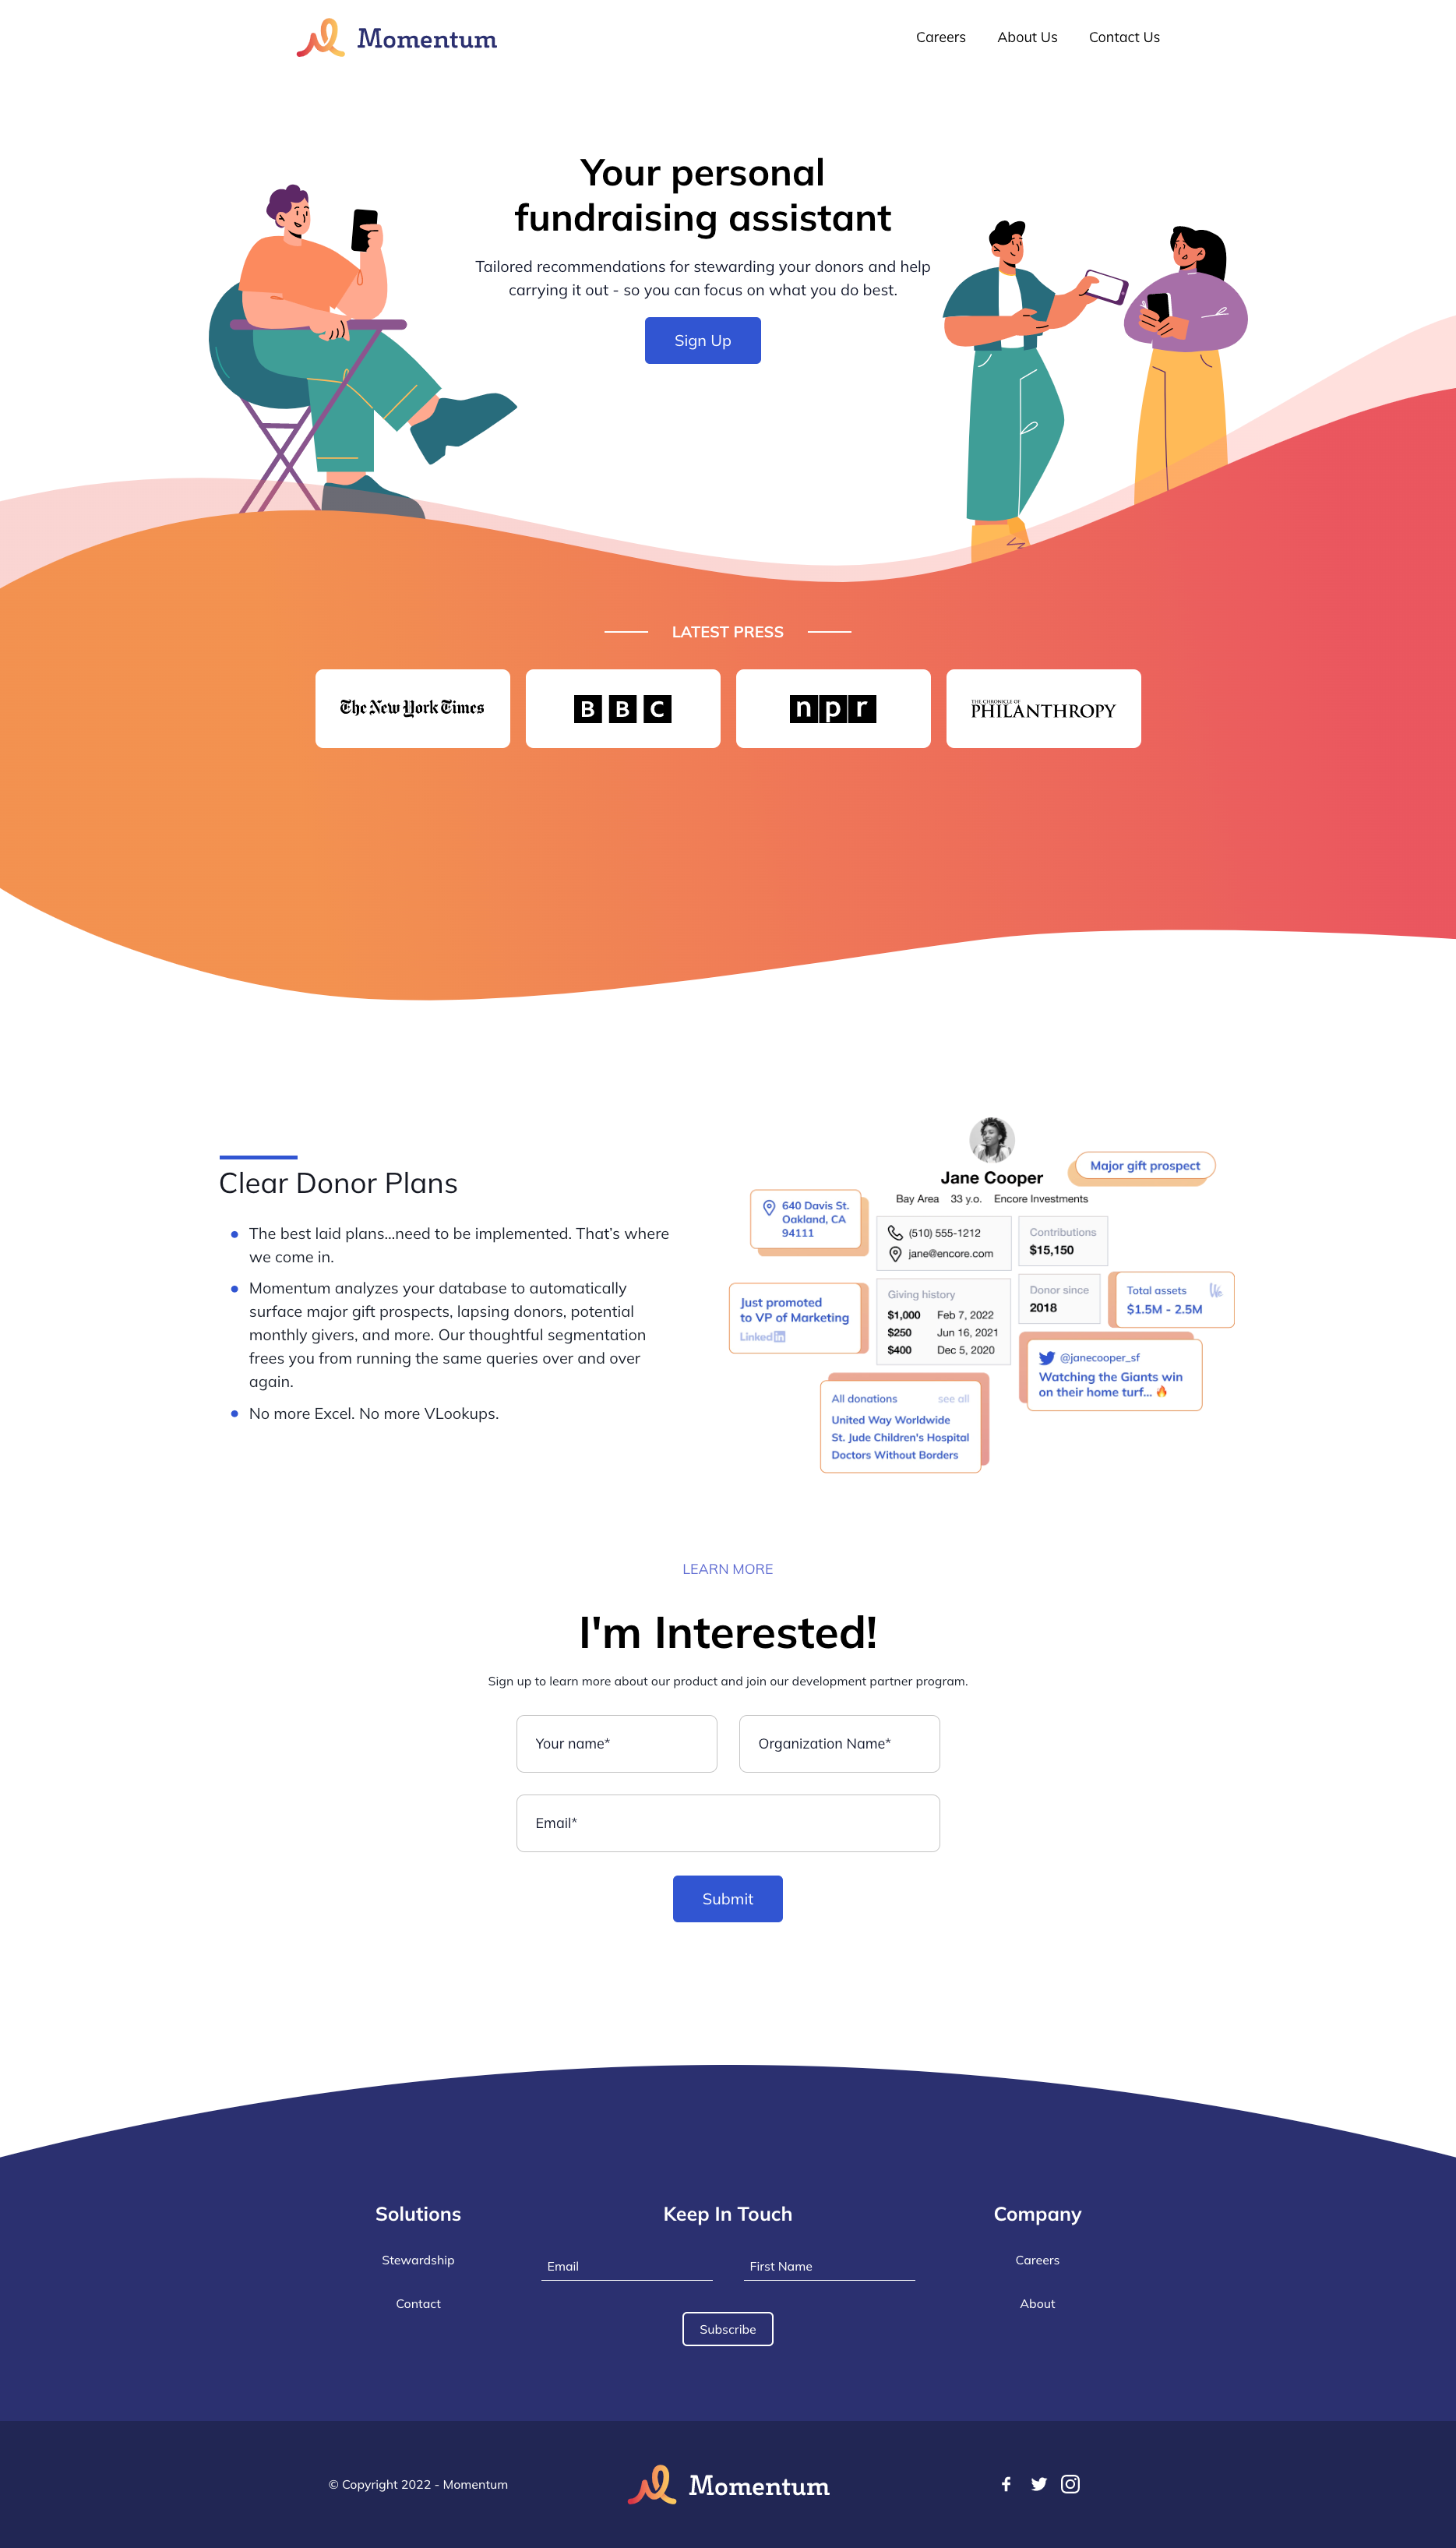 Momentum
Careers About Us Contact Us
Your personal
fundraising assistant
Tailored recommendations for stewarding your donors and help
carrying it out - so you can focus on what you do best.
Sign Up
LATEST PRESS
The New York Times
BBC
npr
THE CHRONICLE OF
PHILANTHROPY
Clear Donor Plans
The best laid plans...need to be implemented. That’s where
we come in.
Momentum analyzes your database to automatically
surface major gift prospects, lapsing donors, potential
monthly givers, and more. Our thoughtful segmentation
frees you from running the same queries over and over
again.
No more Excel. No more VLookups.
Jane Cooper
Bay Area 33 y.o. Encore Investments
Major gift prospect
640 Davis St.
Oakland, CA
94111
(510) 555-1212
jane@encore.com
Contributions
$15,150
Just promoted
to VP of Marketing
Linkedin
Giving history
$1,000 Feb 7, 2022
$250 Jun 16, 2021
$400 Dec 5, 2020
Donor since
2018
Total assets
$1.5M - 2.5M
@janecooper_sf
Watching the Giants win
on their home turf... 🔥
All donations see all
United Way Worldwide
St. Jude Children's Hospital
Doctors Without Borders
LEARN MORE
I'm Interested!
Sign up to learn more about our product and join our development partner program.
Your name*
Organization Name*
Email*
Submit
Solutions
Stewardship
Contact
Keep In Touch
Email
First Name
Subscribe
Company
Careers
About
© Copyright 2022 - Momentum
Momentum